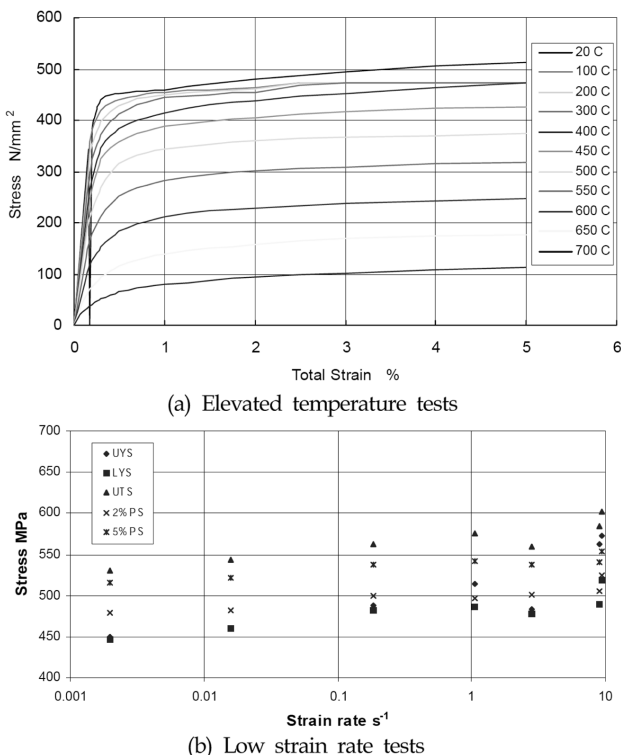 600
500
400
300
200
100
0
Stress N/mm 2
0 1 2 3 4 5 6
Total Strain %
20 C
100 C
200 C
300 C
400 C
450 C
500 C
550 C
600 C
650 C
700 C
(a) Elevated temperature tests
700
650
600
550
500
450
400
Stress MPa
UYS
LYS
UTS
2% PS
5% PS
0.001 0.01 0.1 1 10
Strain rate s-1
(b) Low strain rate tests